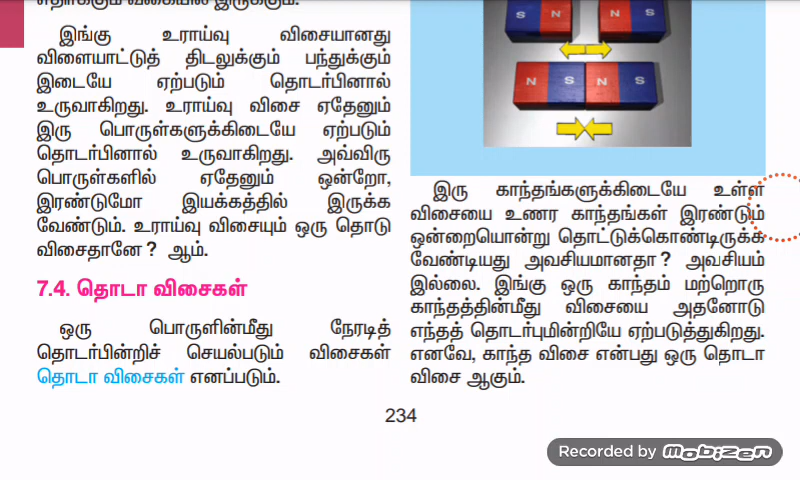 இங்கு உராய்வு விசையானது
விளையாட்டுத் திடலுக்கும் பந்துக்கும்
இடையே ஏற்படும் தொடர்பினால்
உருவாகிறது. உராய்வு விசை ஏதேனும்
இரு பொருள்களுக்கிடையே ஏற்படும்
தொடர்பினால் உருவாகிறது. அவ்விரு
பொருள்களில் ஏதேனும் ஒன்றோ,
இரண்டுமோ இயக்கத்தில் இருக்க
வேண்டும். உராய்வு விசையும் ஒரு தொடு
விசைதானே? ஆம்.
7.4. தொடா விசைகள்
ஒரு பொருளின்மீது நேரடித்
தொடர்பின்றிச் செயல்படும் விசைகள்
தொடா விசைகள் எனப்படும்.
S N N S
N S N S
இரு காந்தங்களுக்கிடையே உள்ள
விசையை உணர காந்தங்கள் இரண்டும்
ஒன்றையொன்று தொட்டுக்கொண்டிருக்க
வேண்டியது அவசியமானதா? அவசியம்
இல்லை. இங்கு ஒரு காந்தம் மற்றொரு
காந்தத்தின்மீது விசையை அதனோடு
எந்தத் தொடர்புமின்றியே ஏற்படுத்துகிறது.
எனவே, காந்த விசை என்பது ஒரு தொடா
விசை ஆகும்.
234
Recorded by mobizen